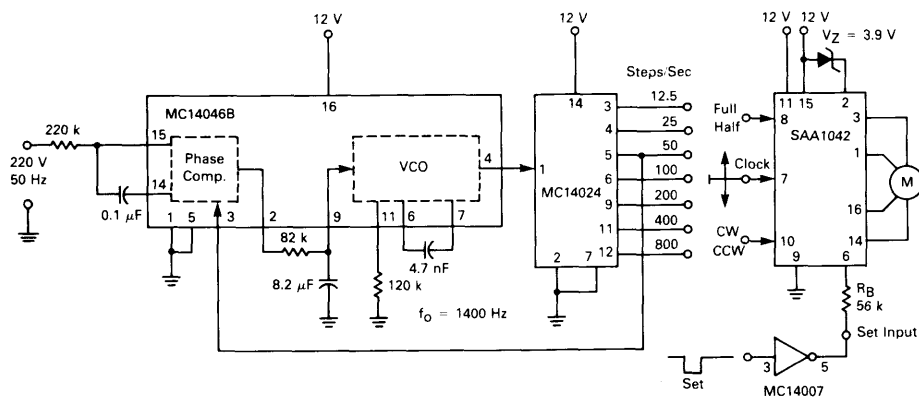 12 V
12 V
12 V 12 V
V_Z = 3.9 V
Steps/Sec
MC14046B
16
14
3
12.5
11 15
2
220 k
15
4
25
Full
Half
8
3
220 V
50 Hz
Phase
Comp.
VCO
4
1
5
50
SAA1042
1
14
MC14024
6
100
Clock
7
M
0.1 µF
9
200
16
1 5 3
2
9
11 6 7
11
400
CW
CCW
10
14
82 k
4.7 nF
2 7
12
800
9
6
8.2 µF
120 k
R_B
56 k
f_o = 1400 Hz
Set Input
3
5
Set
MC14007